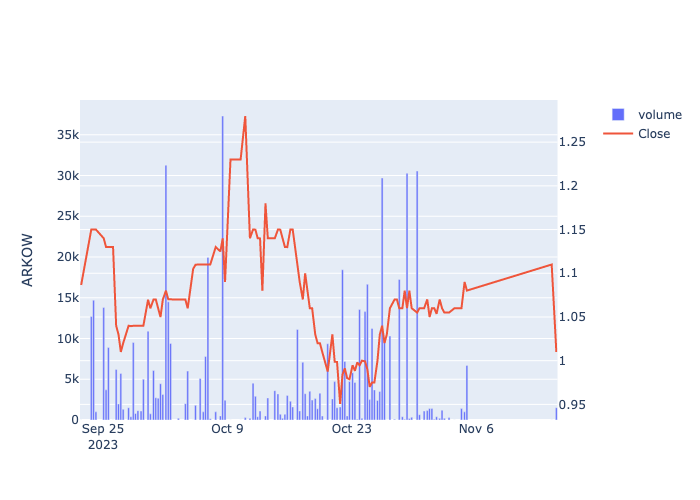 volume
Close
35k
30k
25k
20k
15k
10k
5k
0
ARKOW
1.25
1.2
1.15
1.1
1.05
1
0.95
Sep 25
2023
Oct 9
Oct 23
Nov 6